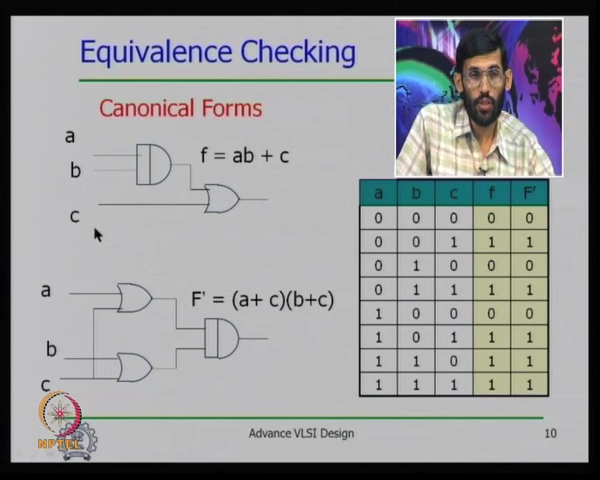 Equivalence Checking
Canonical Forms
a
b
f = ab + c
c
a
F' = (a+ c)(b+c)
b
c
a b c f F'
0 0 0 0 0
0 0 1 1 1
0 1 0 0 0
0 1 1 1 1
1 0 0 0 0
1 0 1 1 1
1 1 0 1 1
1 1 1 1 1
NPTEL
Advance VLSI Design
10